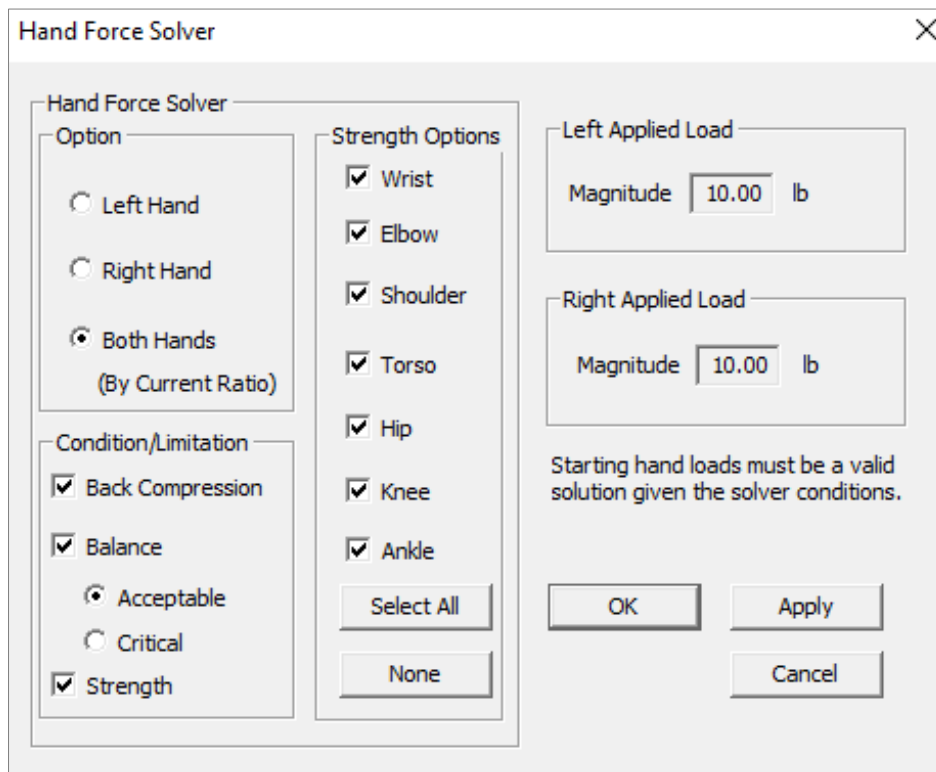 Hand Force Solver
Hand Force Solver
Option
Left Hand
Right Hand
Both Hands
(By Current Ratio)
Condition/Limitation
Back Compression
Balance
Acceptable
Critical
Strength
Strength Options
Wrist
Elbow
Shoulder
Torso
Hip
Knee
Ankle
Select All
None
Left Applied Load
Magnitude 10.00 lb
Right Applied Load
Magnitude 10.00 lb
Starting hand loads must be a valid
solution given the solver conditions.
OK
Apply
Cancel